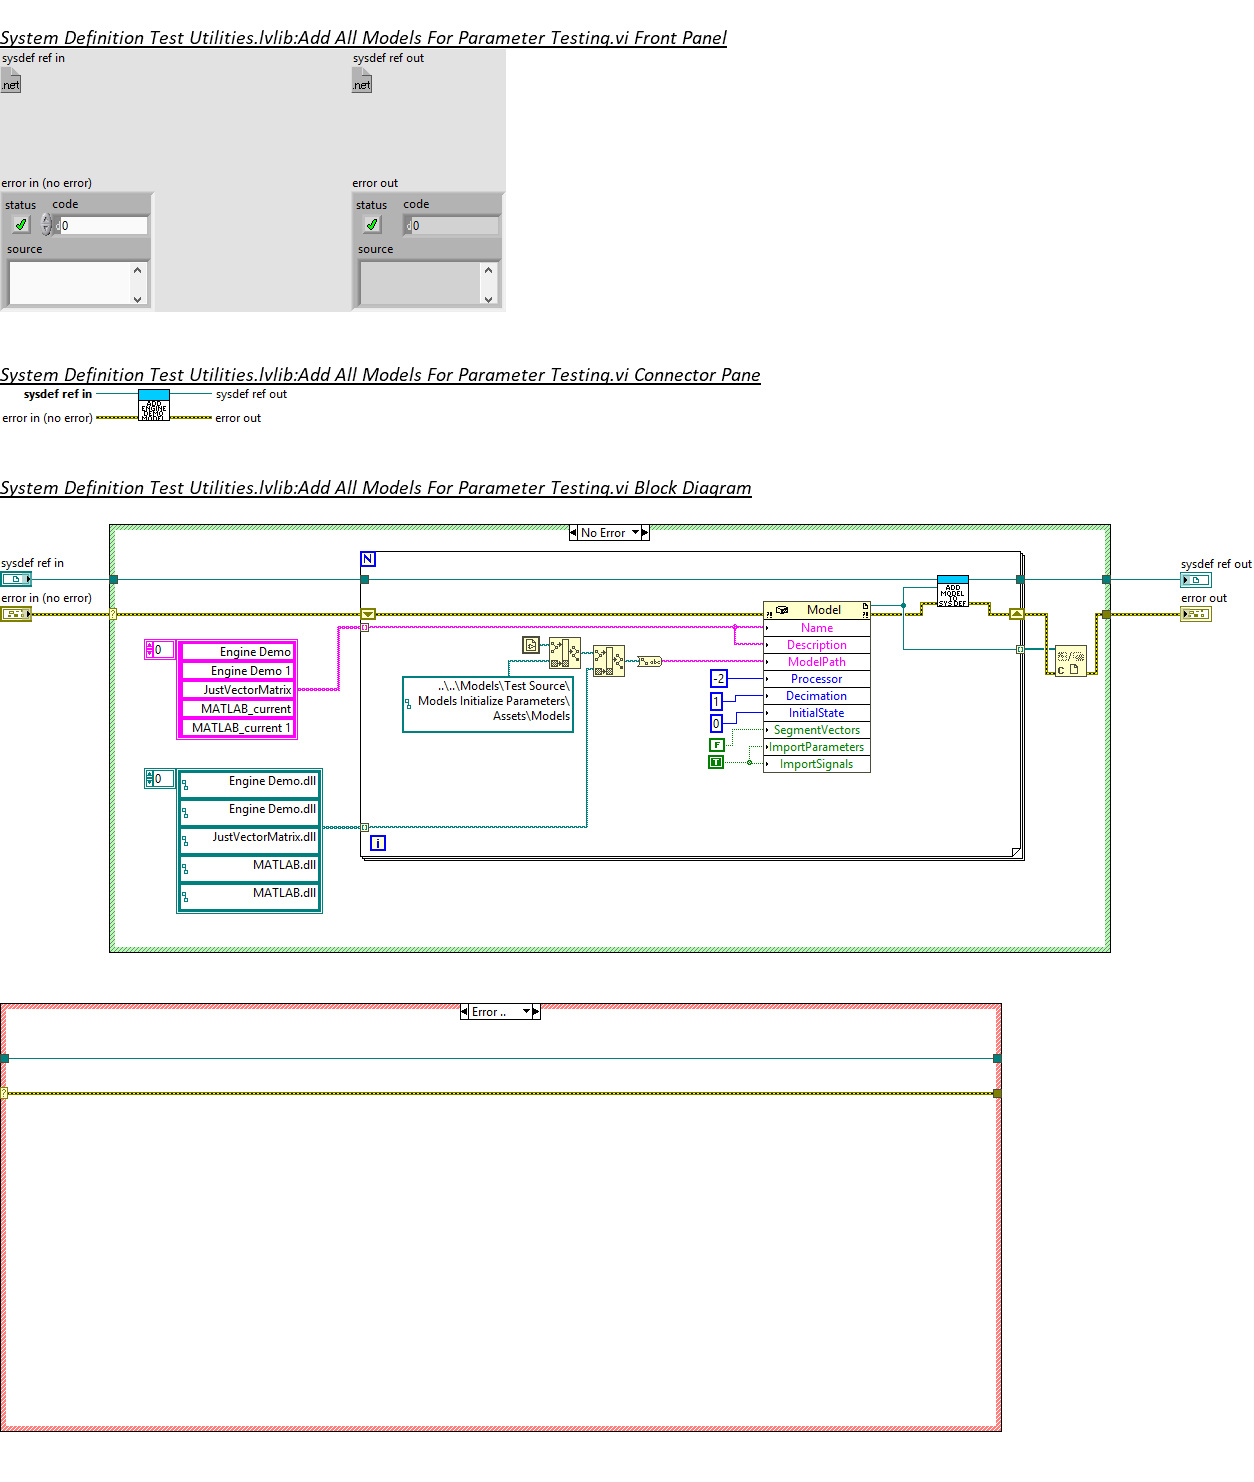 System Definition Test Utilities.lvlib:Add All Models For Parameter Testing.vi Front Panel
sysdef ref in
sysdef ref out
.net
.net
error in (no error)
error out
status
code
status
code
0
0
source
source
System Definition Test Utilities.lvlib:Add All Models For Parameter Testing.vi Connector Pane
sysdef ref in
sysdef ref out
ADD
ENGINE
DEMO
MODEL
error in (no error)
error out
System Definition Test Utilities.lvlib:Add All Models For Parameter Testing.vi Block Diagram
No Error
N
sysdef ref in
sysdef ref out
error in (no error)
error out
ADD
MODEL
TO
SYS DEF
Model
Name
Description
ModelPath
Processor
Decimation
InitialState
SegmentVectors
ImportParameters
ImportSignals
0
Engine Demo
Engine Demo 1
JustVectorMatrix
MATLAB_current
MATLAB_current 1
..\..\Models\Test Source\
Models Initialize Parameters\
Assets\Models
-2
1
0
F
T
C
0
Engine Demo.dll
Engine Demo.dll
JustVectorMatrix.dll
MATLAB.dll
MATLAB.dll
i
Error ..